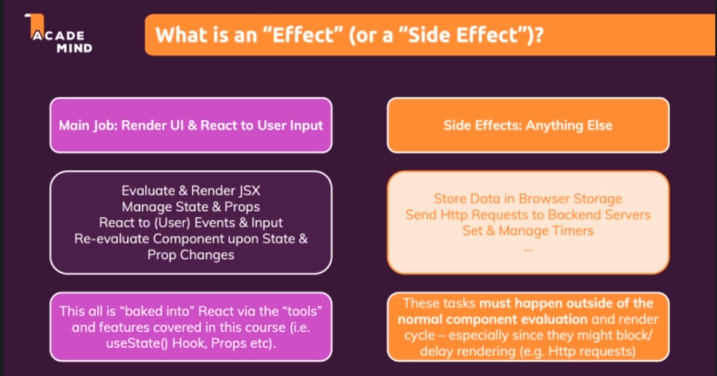 ACADE
MIND
What is an “Effect” (or a “Side Effect”)?
Main Job: Render UI & React to User Input
Evaluate & Render JSX
Manage State & Props
React to (User) Events & Input
Re-evaluate Component upon State &
Prop Changes
This all is “baked into” React via the “tools”
and features covered in this course (i.e.
useState() Hook, Props etc).
Side Effects: Anything Else
Store Data in Browser Storage
Send Http Requests to Backend Servers
Set & Manage Timers
...
These tasks must happen outside of the
normal component evaluation and render
cycle – especially since they might block/
delay rendering (e.g. Http requests)